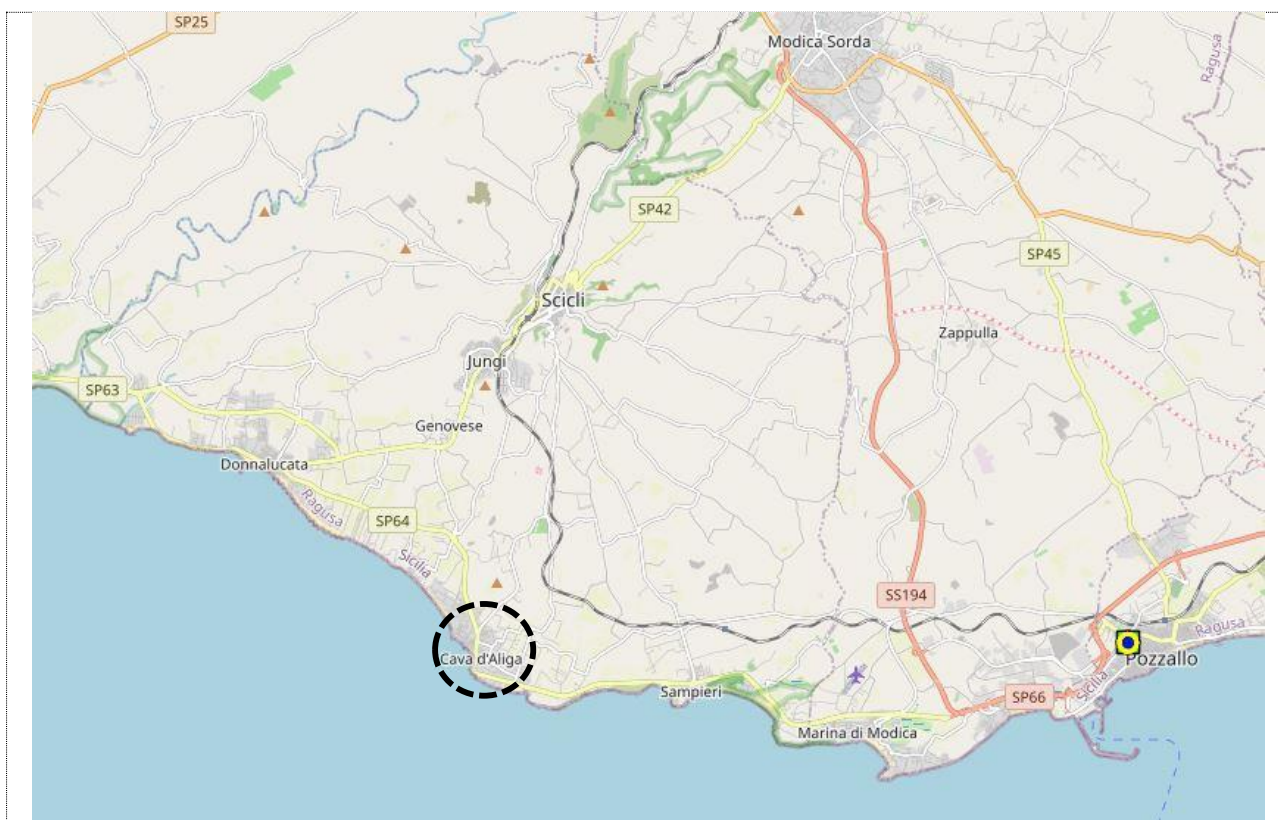 SP25
Modica Sorda
Ragusa
SP42
SP45
Scicli
Zappulla
Jungi
SP63
Genovese
Donnalucata
Ragusa
SP64
Sicilia
SS194
Ragusa
Cava d'Aliga
Pozzallo
Sampieri
Sicilia
SP66
Marina di Modica